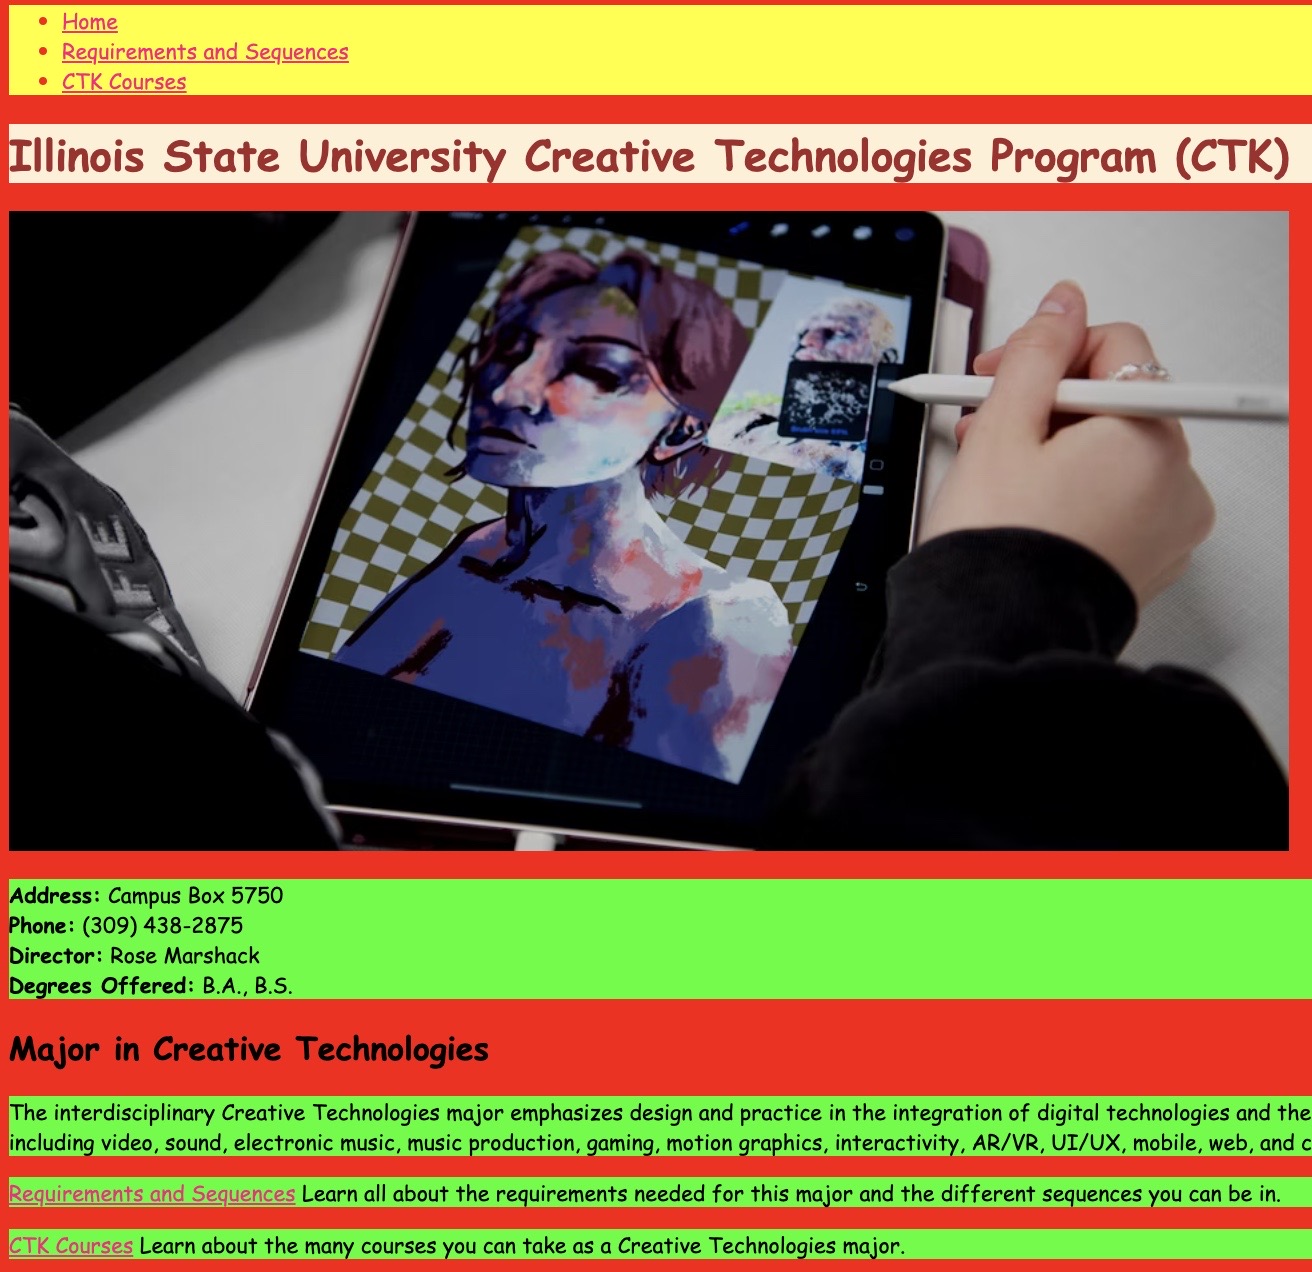 Home
Requirements and Sequences
CTK Courses
Illinois State University Creative Technologies Program (CTK)
Address: Campus Box 5750
Phone: (309) 438-2875
Director: Rose Marshack
Degrees Offered: B.A., B.S.
Major in Creative Technologies
The interdisciplinary Creative Technologies major emphasizes design and practice in the integration of digital technologies and the
including video, sound, electronic music, music production, gaming, motion graphics, interactivity, AR/VR, UI/UX, mobile, web, and c
Requirements and Sequences Learn all about the requirements needed for this major and the different sequences you can be in.
CTK Courses Learn about the many courses you can take as a Creative Technologies major.